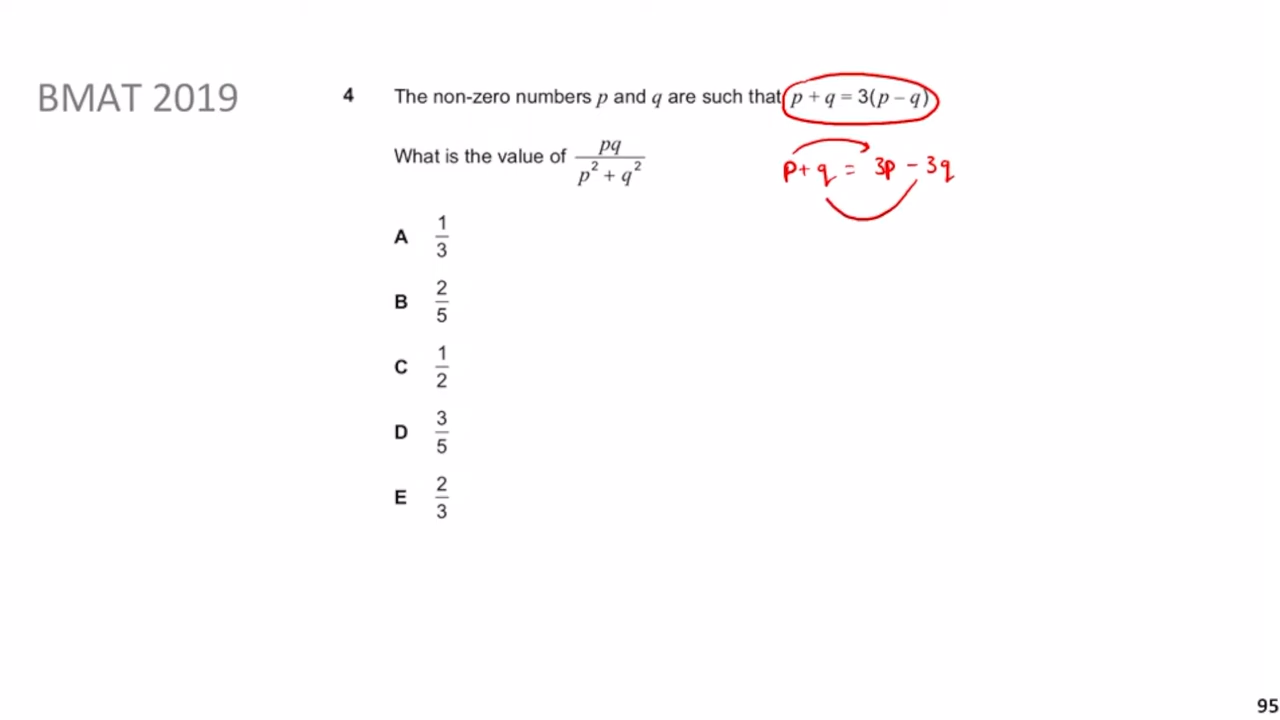 BMAT 2019
4 The non-zero numbers p and q are such that p + q = 3(p – q)
p + q = 3p - 3q
What is the value of pq / p² + q²
A 1/3
B 2/5
C 1/2
D 3/5
E 2/3
95